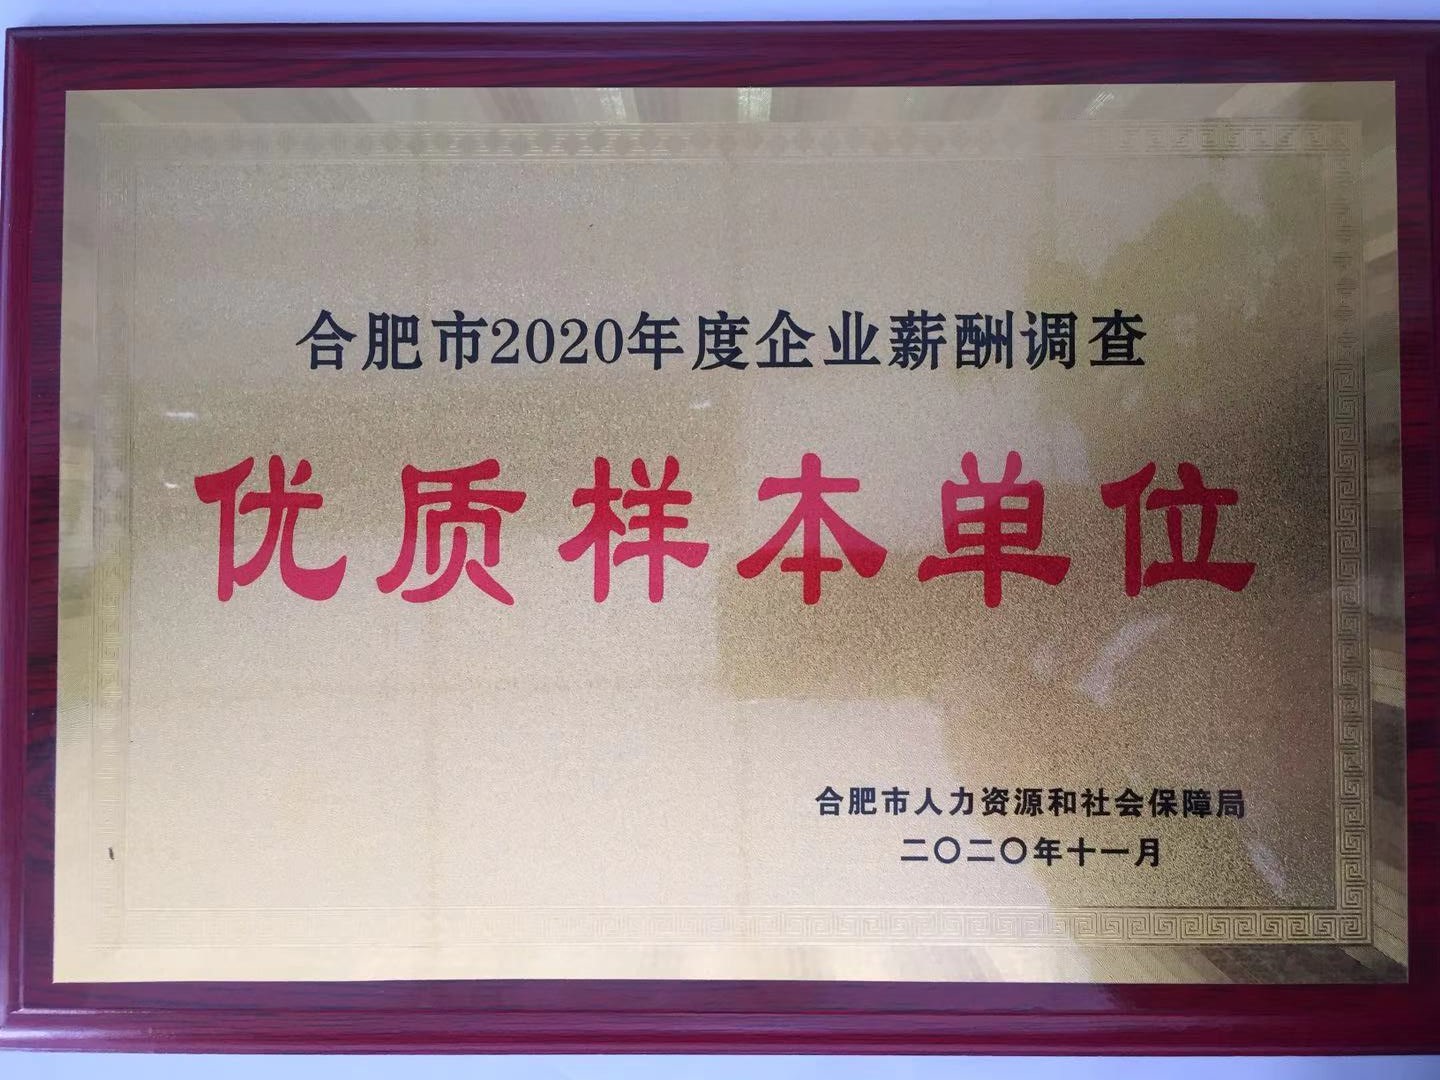 合肥市2020年度企业薪酬调查
优质样本单位
合肥市人力资源和社会保障局
二〇二〇年十一月